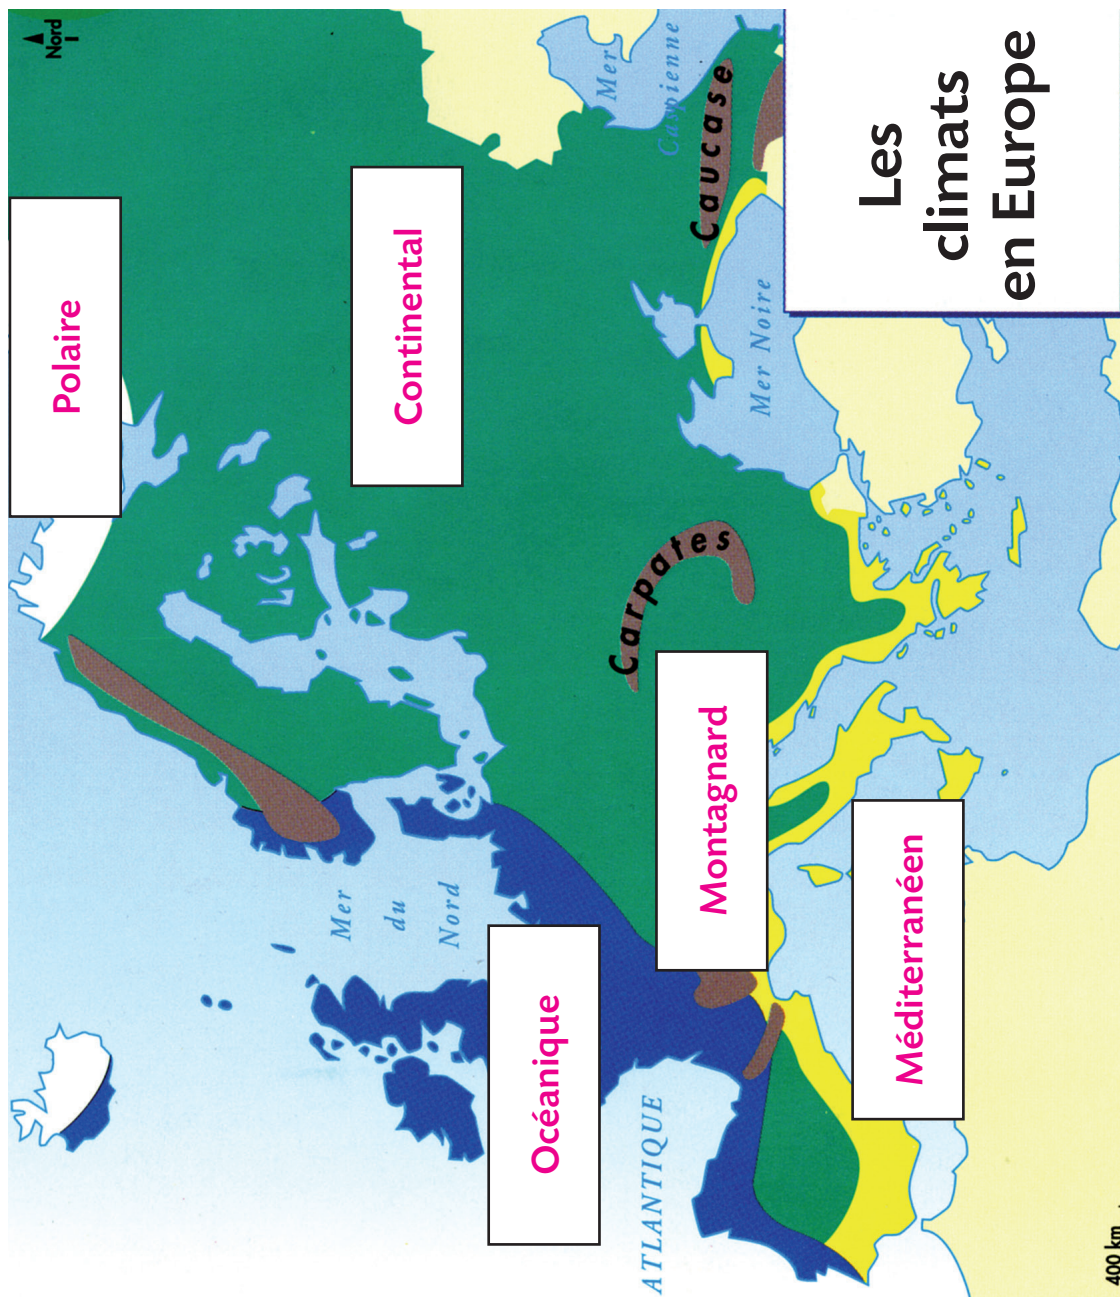 Les
climats
en Europe
Nord
Polaire
Continental
Océanique
Montagnard
Méditerranéen
Mer
Caspienne
Caucase
Mer Noire
Carpates
Mer
du
Nord
ATLANTIQUE
400 km